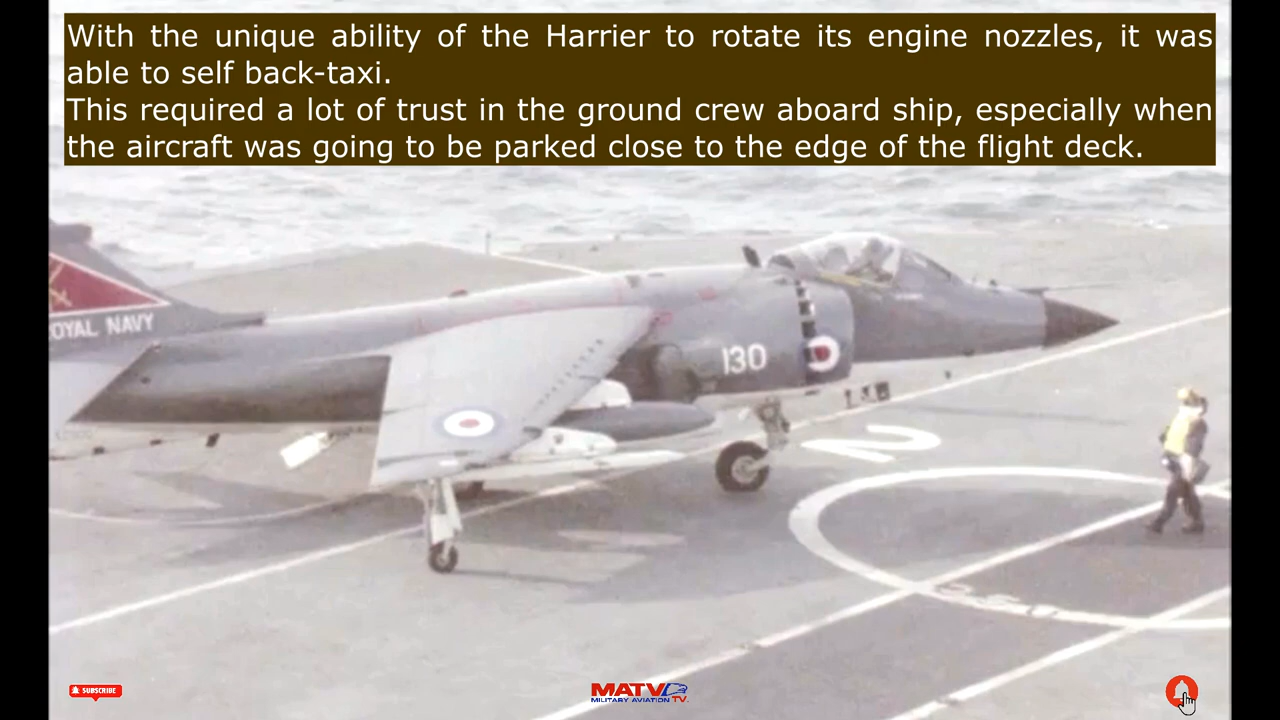 With the unique ability of the Harrier to rotate its engine nozzles, it was
able to self back-taxi.
This required a lot of trust in the ground crew aboard ship, especially when
the aircraft was going to be parked close to the edge of the flight deck.
OYAL NAVY
130
2
SUBSCRIBE
MATV
MILITARY AVIATION TV.